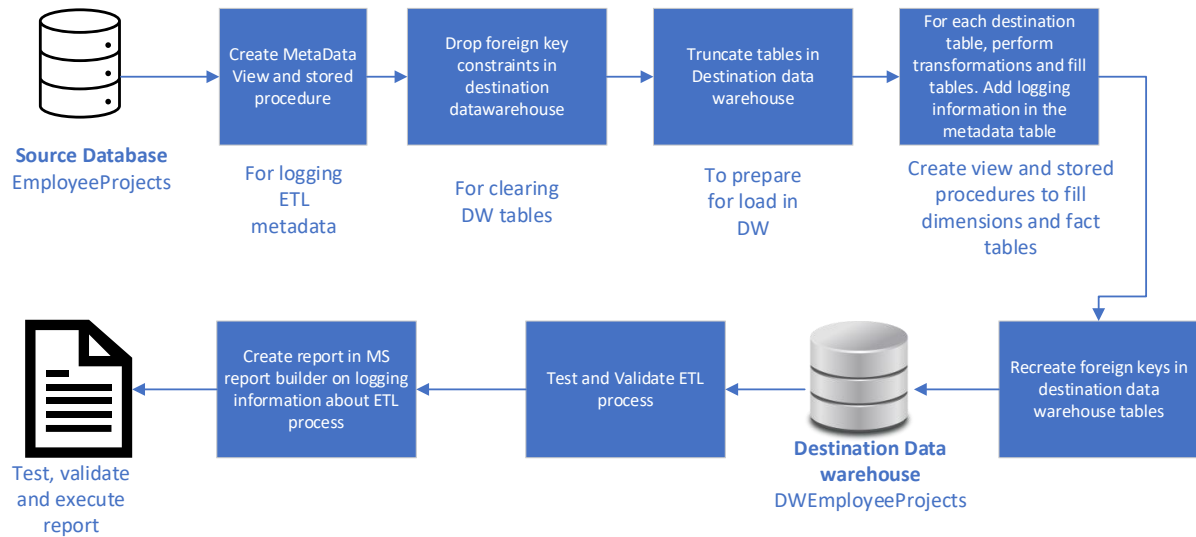 Create MetaData
View and stored
procedure
Drop foreign key
constraints in
destination
datawarehouse
Truncate tables in
Destination data
warehouse
For each destination
table, perform
transformations and fill
tables. Add logging
information in the
metadata table
Source Database
EmployeeProjects
For logging
ETL
metadata
For clearing
DW tables
To prepare
for load in
DW
Create view and stored
procedures to fill
dimensions and fact
tables
Recreate foreign keys in
destination data
warehouse tables
Destination Data
warehouse
DWEmployeeProjects
Test and Validate ETL
process
Create report in MS
report builder on logging
information about ETL
process
Test, validate
and execute
report